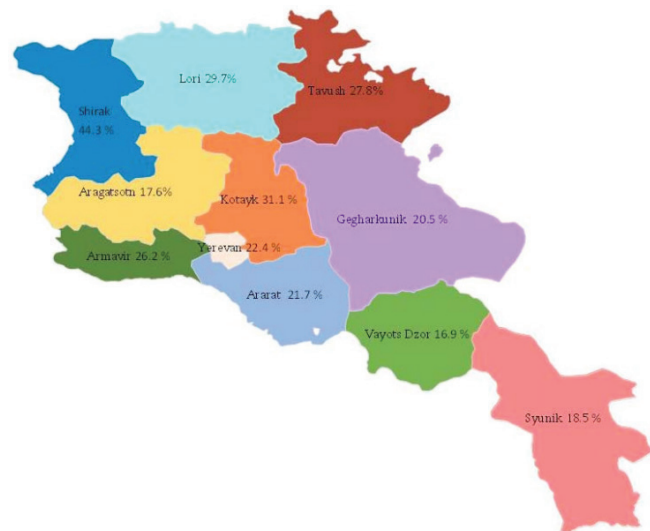 Lori 29.7%
Tavush 27.8%
Shirak
44.3 %
Aragatsotn 17.6%
Kotayk 31.1 %
Gegharkunik 20.5 %
Yerevan 22.4 %
Armavir 26.2 %
Ararat 21.7 %
Vayots Dzor 16.9 %
Syunik 18.5 %